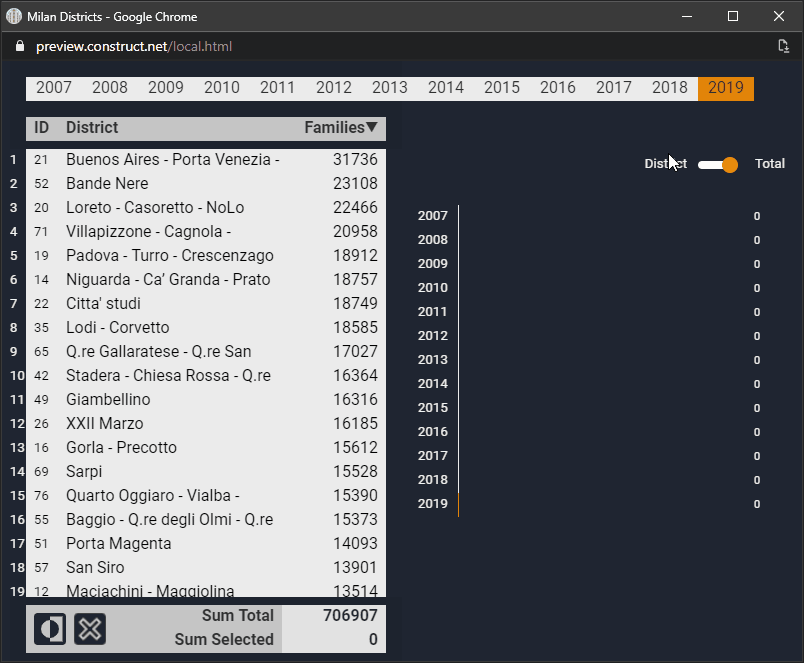 Milan Districts - Google Chrome
preview.construct.net/local.html
2007 2008 2009 2010 2011 2012 2013 2014 2015 2016 2017 2018 2019
ID District Families▼
1 21 Buenos Aires - Porta Venezia - 31736
2 52 Bande Nere 23108
3 20 Loreto - Casoretto - NoLo 22466
4 71 Villapizzone - Cagnola - 20958
5 19 Padova - Turro - Crescenzago 18912
6 14 Niguarda - Ca’ Granda - Prato 18757
7 22 Citta' studi 18749
8 35 Lodi - Corvetto 18585
9 65 Q.re Gallaratese - Q.re San 17027
10 42 Stadera - Chiesa Rossa - Q.re 16364
11 49 Giambellino 16316
12 26 XXII Marzo 16185
13 16 Gorla - Precotto 15612
14 69 Sarpi 15528
15 76 Quarto Oggiaro - Vialba - 15390
16 55 Baggio - Q.re degli Olmi - Q.re 15373
17 51 Porta Magenta 14093
18 57 San Siro 13901
19 12 Maciachini - Maggiolina 13514
Sum Total 706907
Sum Selected 0
District Total
2007 0
2008 0
2009 0
2010 0
2011 0
2012 0
2013 0
2014 0
2015 0
2016 0
2017 0
2018 0
2019 0